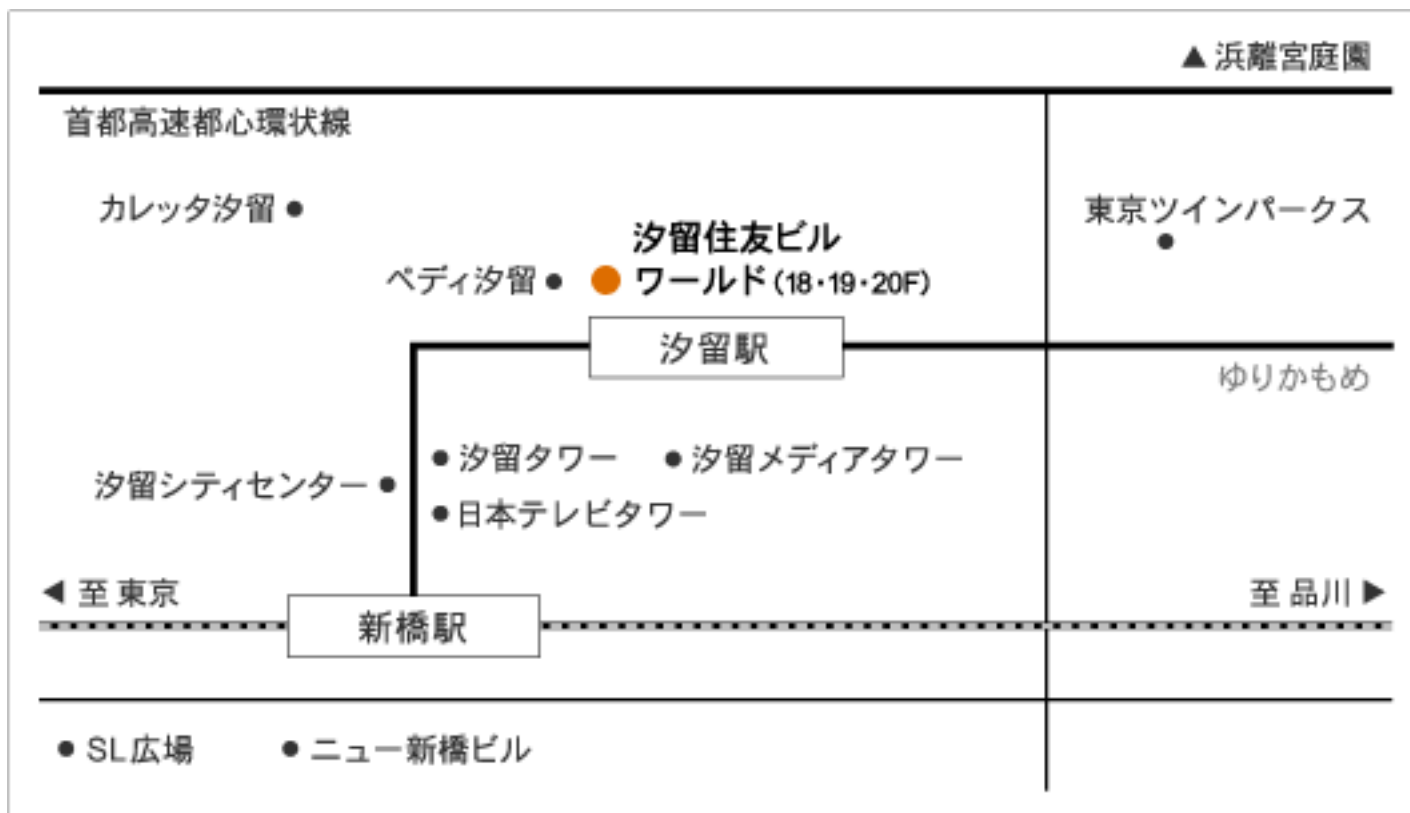 ▲ 浜離宮庭園
首都高速都心環状線
カレッタ汐留
東京ツインパークス
汐留住友ビル
ペディ汐留
ワールド(18・19・20F)
汐留駅
ゆりかもめ
汐留タワー
汐留メディアタワー
汐留シティセンター
日本テレビタワー
◀ 至 東京
至 品川 ▶
新橋駅
SL広場
ニュー新橋ビル